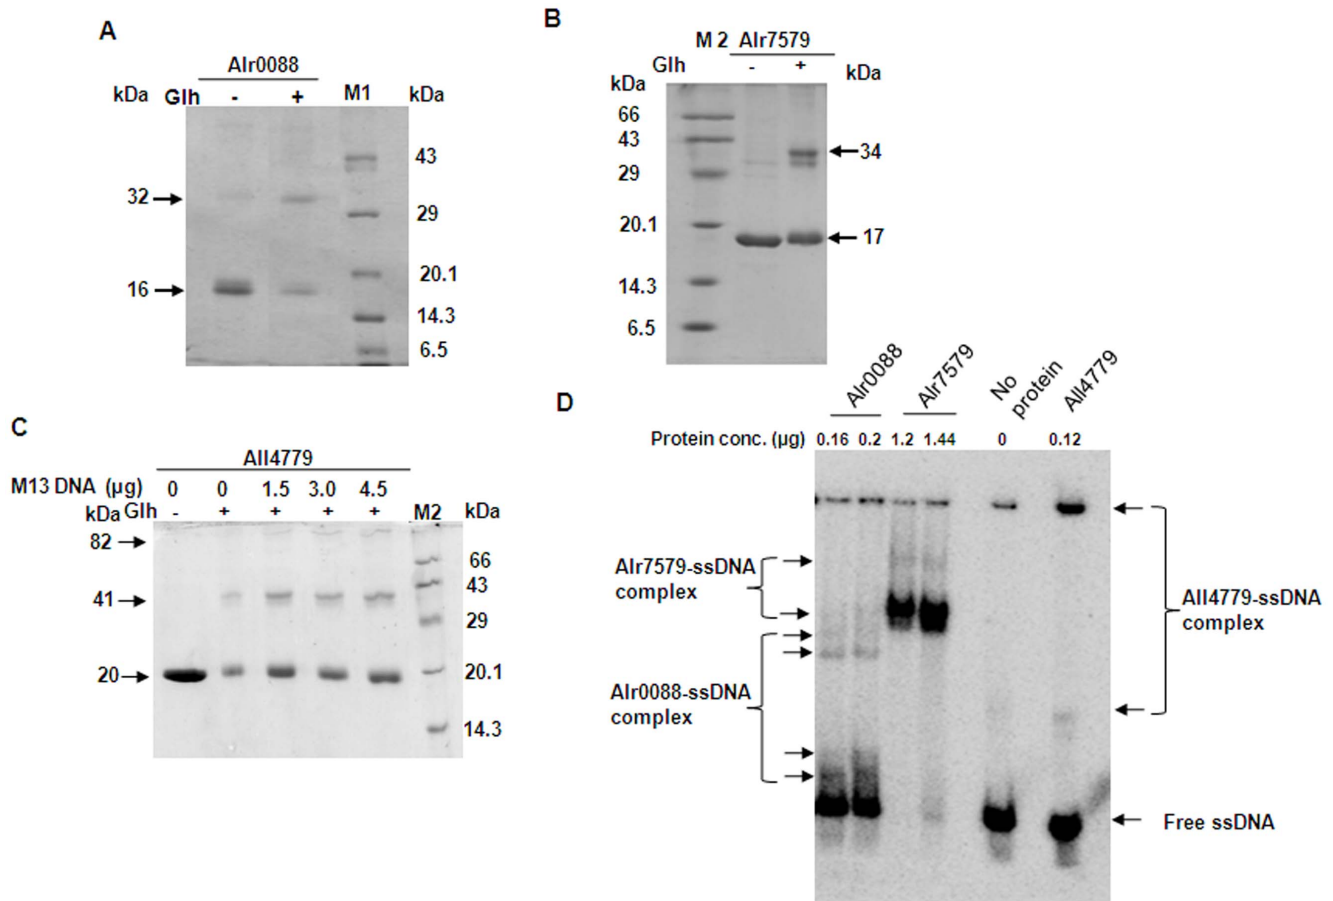 A
Alr0088
kDa Glh - + M1 kDa
43
32
29
20.1
16
14.3
6.5
B
M 2 Alr7579
Glh - + kDa
kDa
66
43
34
29
20.1
17
14.3
6.5
C
All4779
M13 DNA (µg) 0 0 1.5 3.0 4.5
kDa Glh - + + + + M2 kDa
82
66
43
41
29
20
20.1
14.3
D
Alr0088 Alr7579 No protein All4779
Protein conc. (µg) 0.16 0.2 1.2 1.44 0 0.12
Alr7579-ssDNA
complex
All4779-ssDNA
complex
Alr0088-ssDNA
complex
Free ssDNA